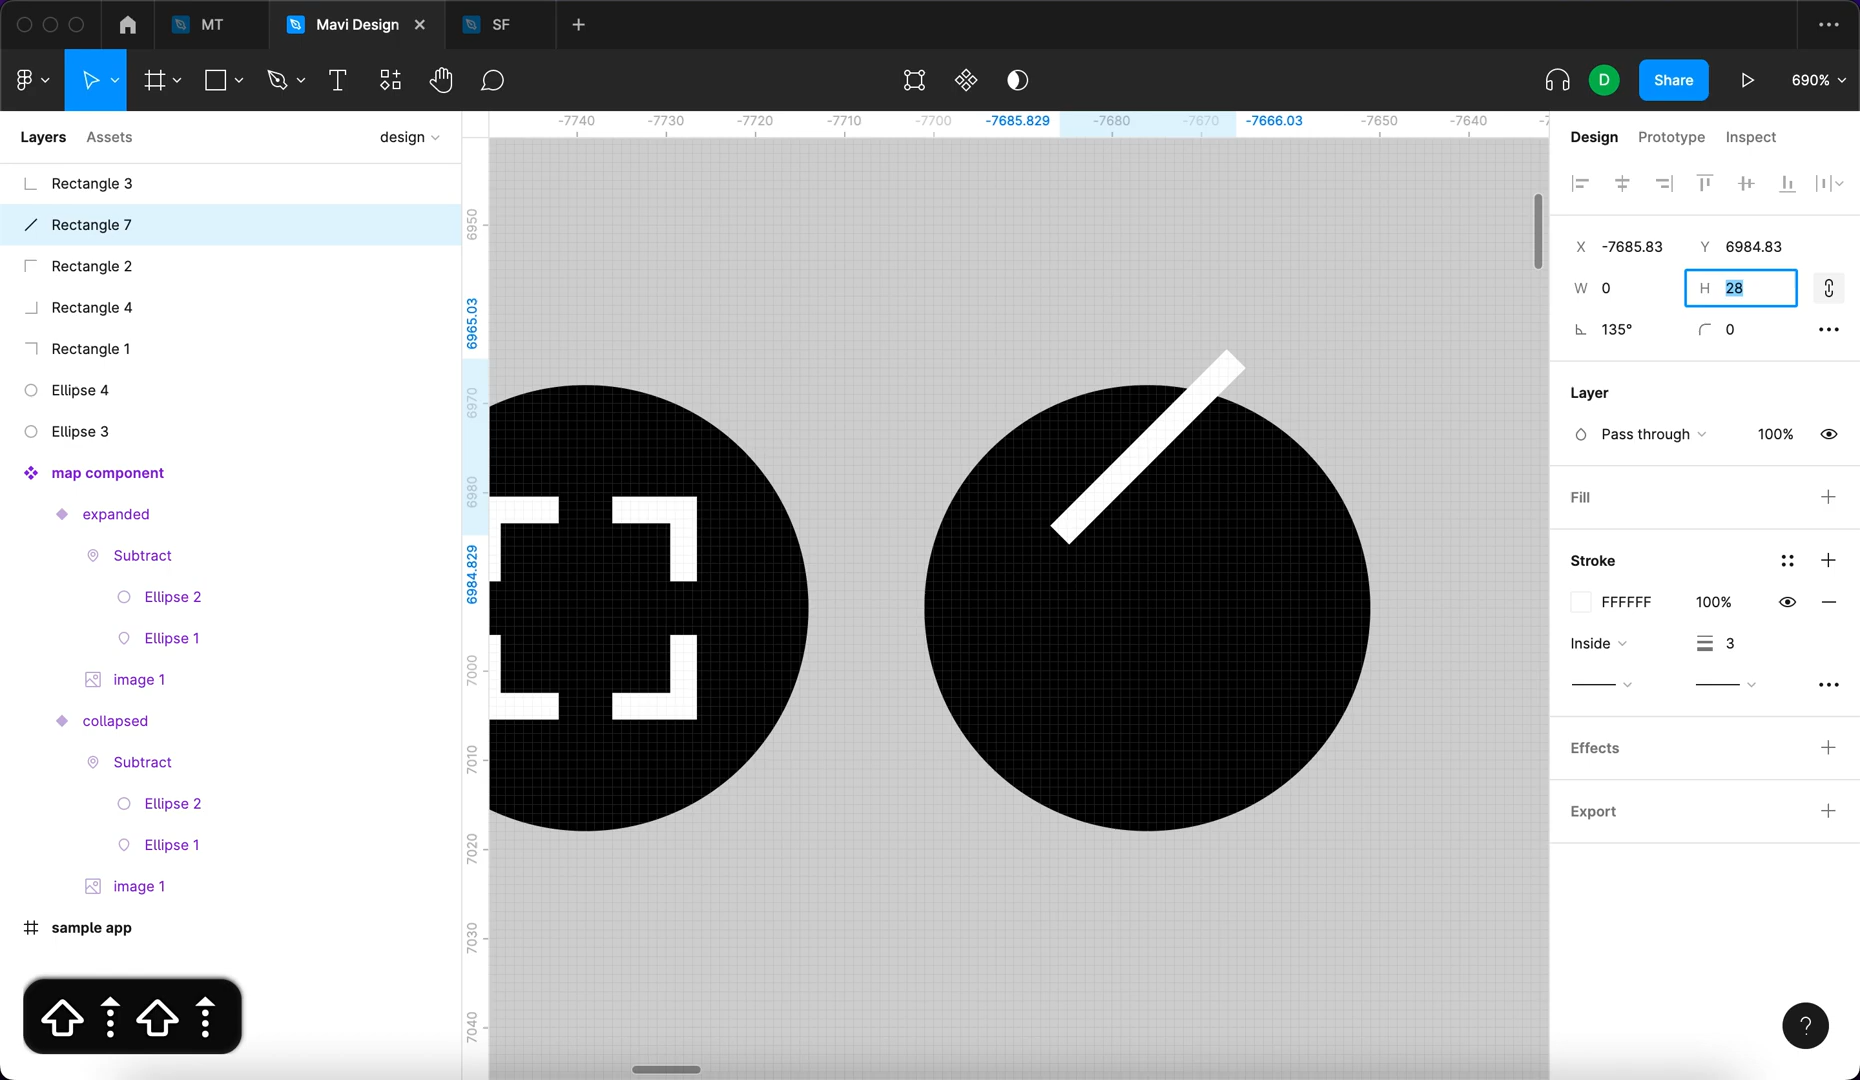 MT
Mavi Design
SF
D
Share
690%
Layers
Assets
design
-7740
-7730
-7720
-7710
-7700
-7685.829
-7680
-7670
-7666.03
-7650
-7640
Design
Prototype
Inspect
Rectangle 3
Rectangle 7
Rectangle 2
Rectangle 4
Rectangle 1
Ellipse 4
Ellipse 3
map component
expanded
Subtract
Ellipse 2
Ellipse 1
image 1
collapsed
Subtract
Ellipse 2
Ellipse 1
image 1
sample app
6950
6965.03
6970
6980
6984.829
7000
7010
7020
7030
7040
X -7685.83 Y 6984.83
W 0 H 28
135° 0
Layer
Pass through 100%
Fill
Stroke
FFFFFF 100%
Inside 3
Effects
Export
?